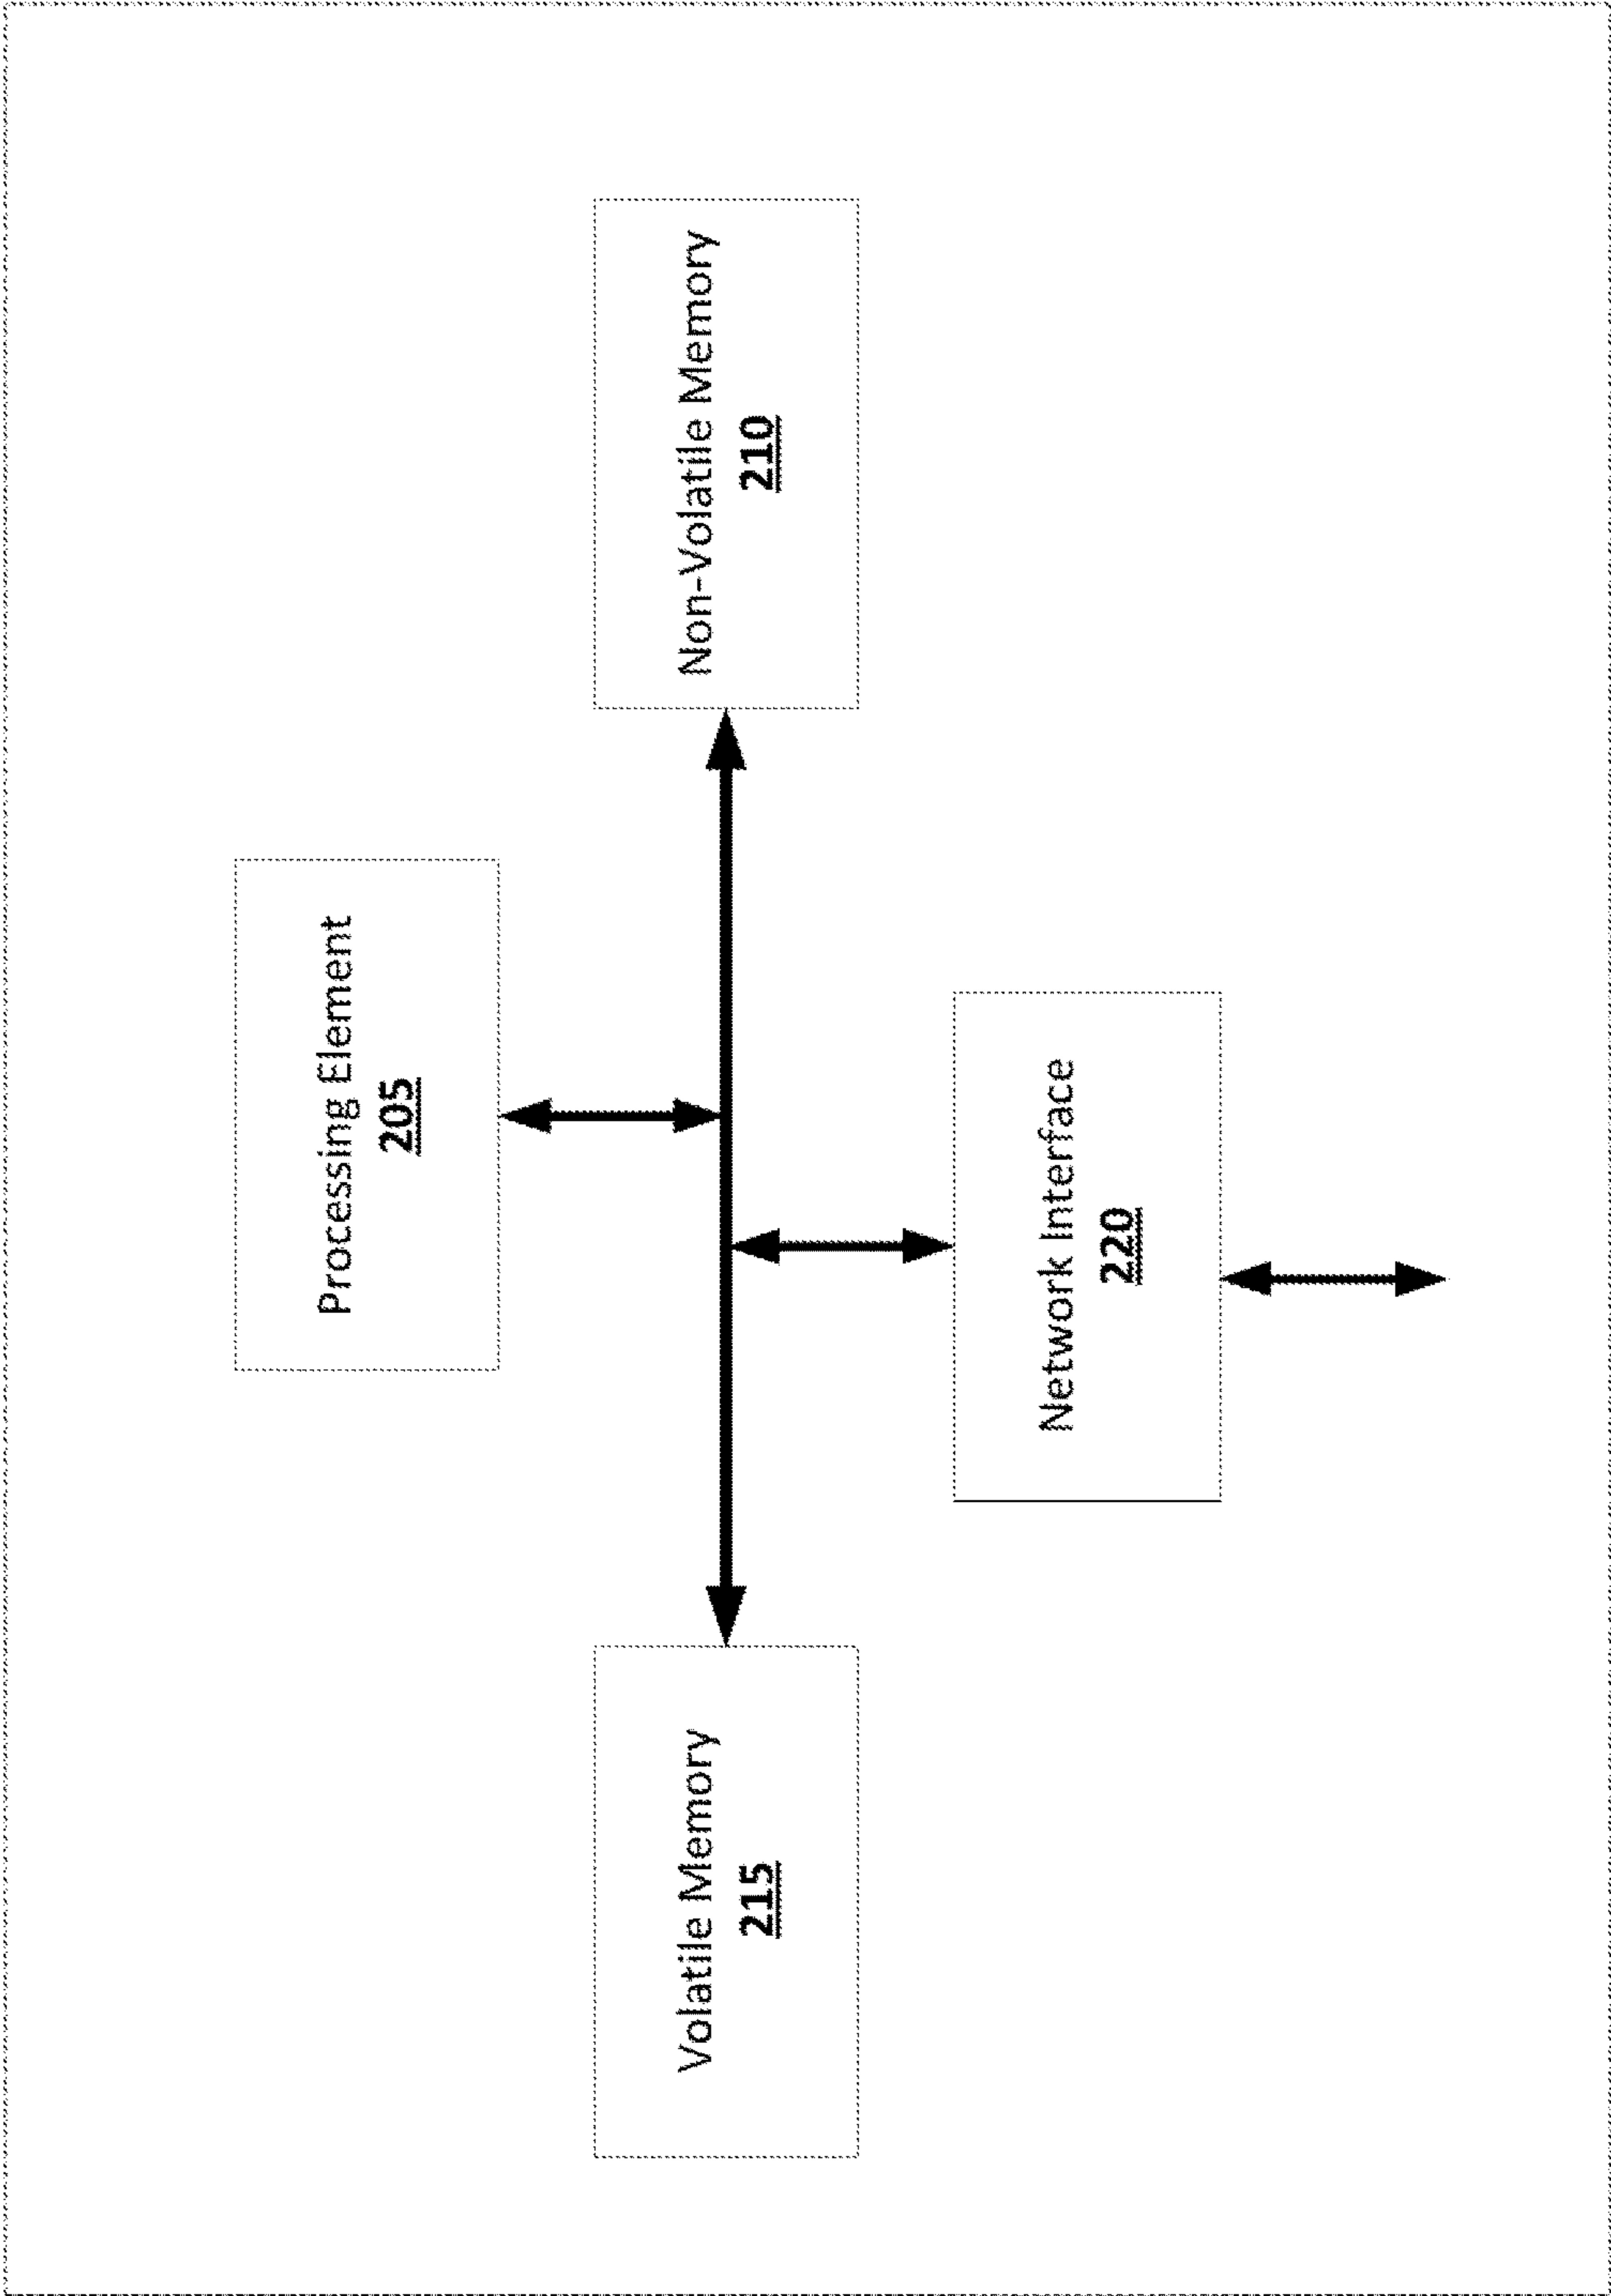 Processing Element
205
Volatile Memory
215
Non-Volatile Memory
210
Network Interface
220